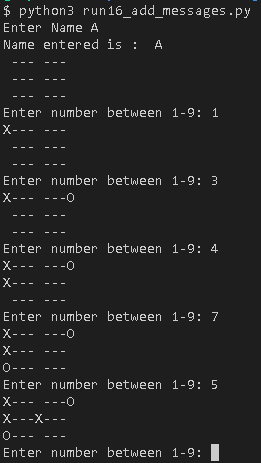 $ python3 run16_add_messages.py
Enter Name A
Name entered is :  A
 --- ---
 --- ---
 --- ---
Enter number between 1-9: 1
X--- ---
 --- ---
 --- ---
Enter number between 1-9: 3
X--- ---O
 --- ---
 --- ---
Enter number between 1-9: 4
X--- ---O
X--- ---
 --- ---
Enter number between 1-9: 7
X--- ---O
X--- ---
O--- ---
Enter number between 1-9: 5
X--- ---O
X---X---
O--- ---
Enter number between 1-9: